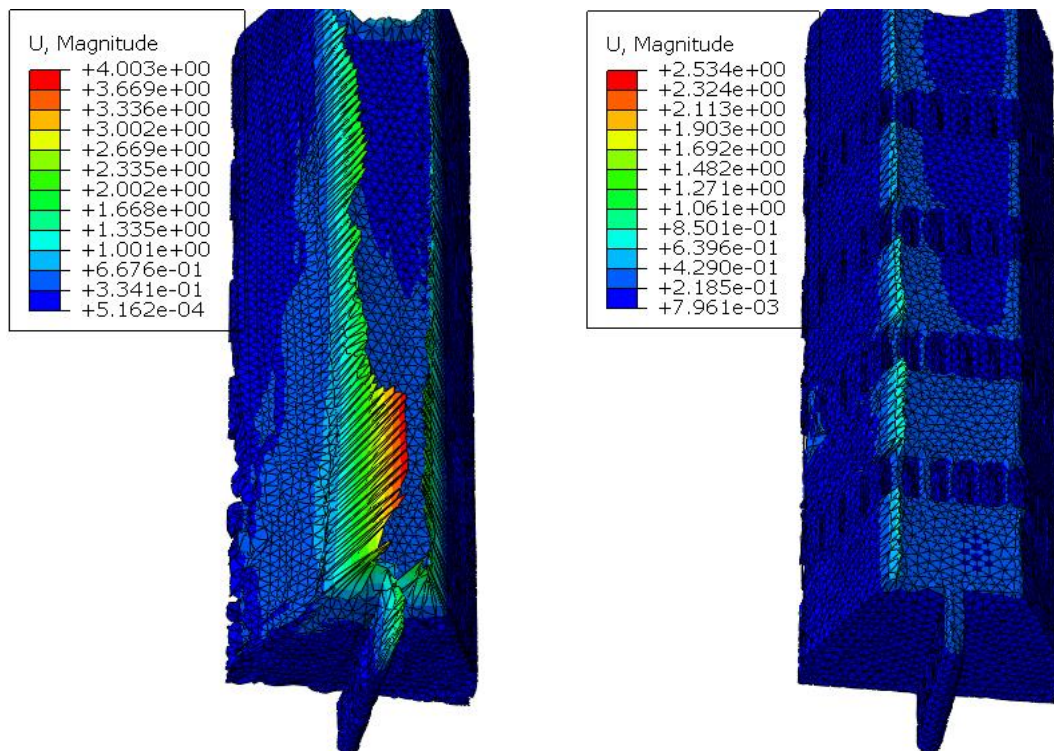 U, Magnitude
+4.003e+00
+3.669e+00
+3.336e+00
+3.002e+00
+2.669e+00
+2.335e+00
+2.002e+00
+1.668e+00
+1.335e+00
+1.001e+00
+6.676e-01
+3.341e-01
+5.162e-04
U, Magnitude
+2.534e+00
+2.324e+00
+2.113e+00
+1.903e+00
+1.692e+00
+1.482e+00
+1.271e+00
+1.061e+00
+8.501e-01
+6.396e-01
+4.290e-01
+2.185e-01
+7.961e-03